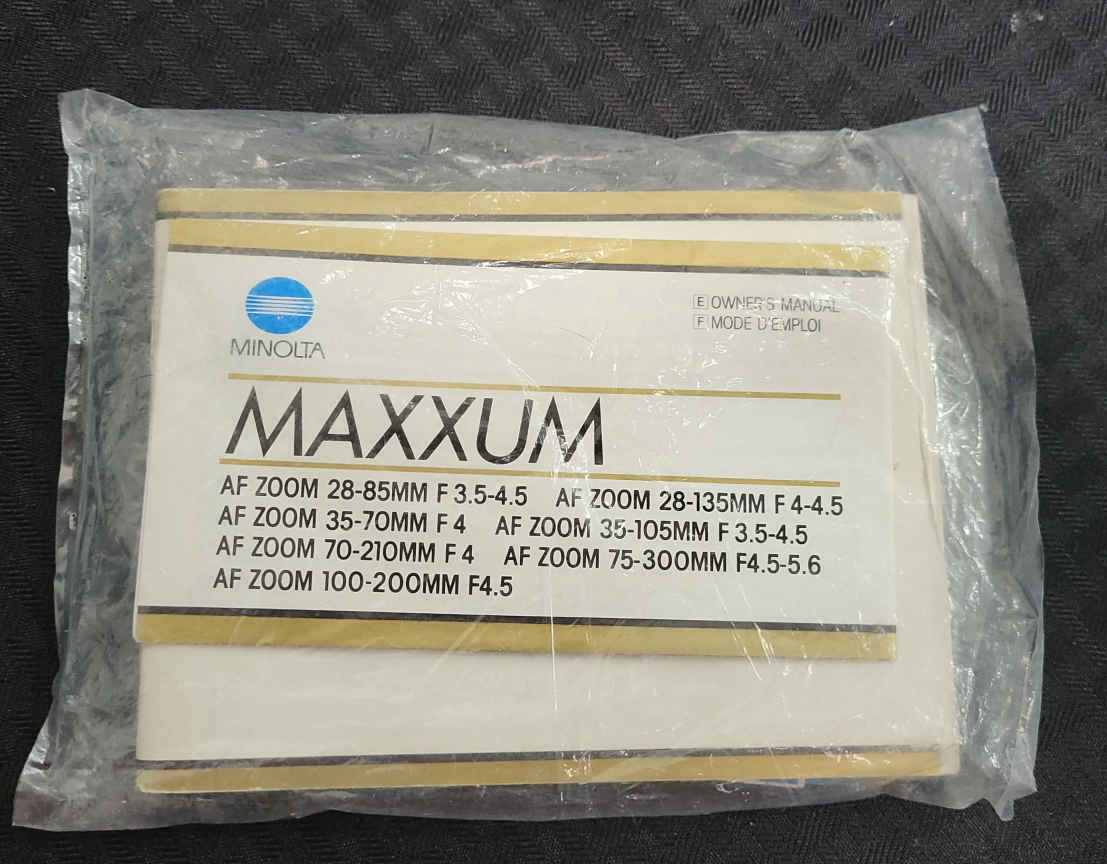 MINOLTA
E OWNER'S MANUAL
F MODE D'EMPLOI
MAXXUM
AF ZOOM 28-85MM F 3.5-4.5 AF ZOOM 28-135MM F 4-4.5
AF ZOOM 35-70MM F 4 AF ZOOM 35-105MM F 3.5-4.5
AF ZOOM 70-210MM F 4 AF ZOOM 75-300MM F4.5-5.6
AF ZOOM 100-200MM F4.5